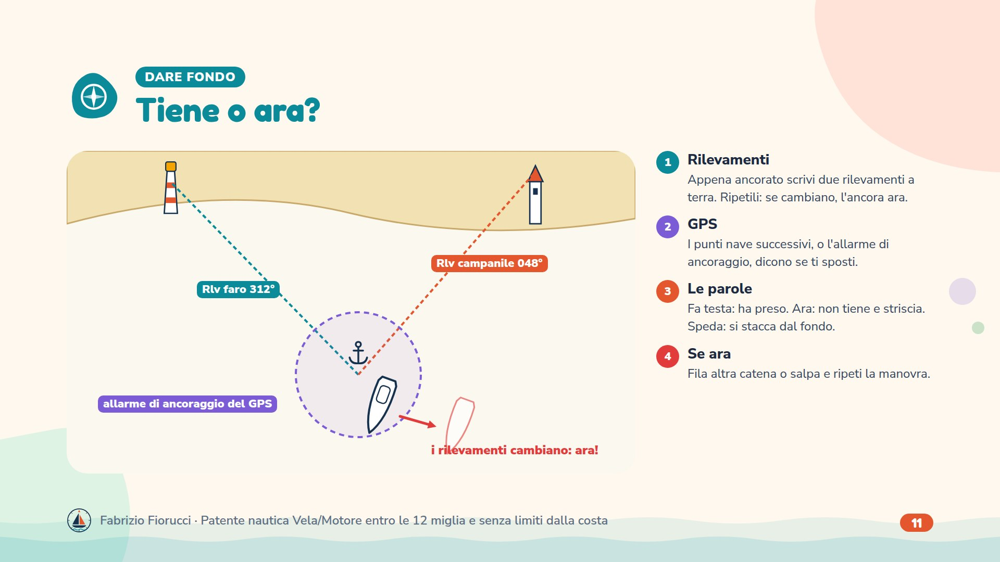 DARE FONDO
Tiene o ara?
Rlv campanile 048°
Rlv faro 312°
allarme di ancoraggio del GPS
i rilevamenti cambiano: ara!
1
Rilevamenti
Appena ancorato scrivi due rilevamenti a
terra. Ripetili: se cambiano, l'ancora ara.
2
GPS
I punti nave successivi, o l'allarme di
ancoraggio, dicono se ti sposti.
3
Le parole
Fa testa: ha preso. Ara: non tiene e striscia.
Speda: si stacca dal fondo.
4
Se ara
Fila altra catena o salpa e ripeti la manovra.
Fabrizio Fiorucci · Patente nautica Vela/Motore entro le 12 miglia e senza limiti dalla costa
11